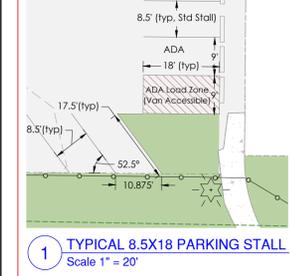 8.5' (typ, Std Stall)
ADA
9'
18' (typ)
ADA Load Zone
(Van Accessible)
9'
17.5'(typ)
8.5'(typ)
52.5°
10.875'
1
TYPICAL 8.5X18 PARKING STALL
Scale 1" = 20'